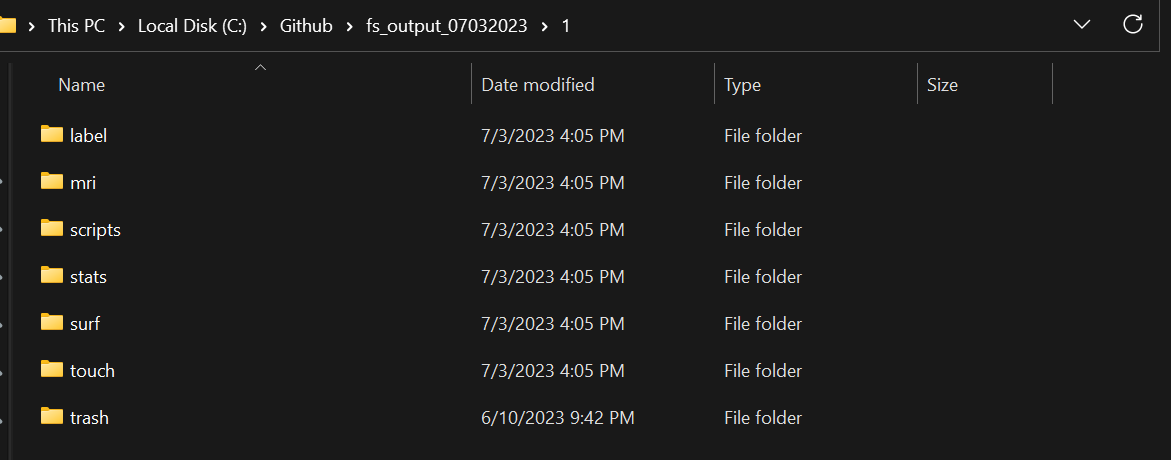 This PC > Local Disk (C:) > Github > fs_output_07032023 > 1
Name Date modified Type Size
label 7/3/2023 4:05 PM File folder
mri 7/3/2023 4:05 PM File folder
scripts 7/3/2023 4:05 PM File folder
stats 7/3/2023 4:05 PM File folder
surf 7/3/2023 4:05 PM File folder
touch 7/3/2023 4:05 PM File folder
trash 6/10/2023 9:42 PM File folder